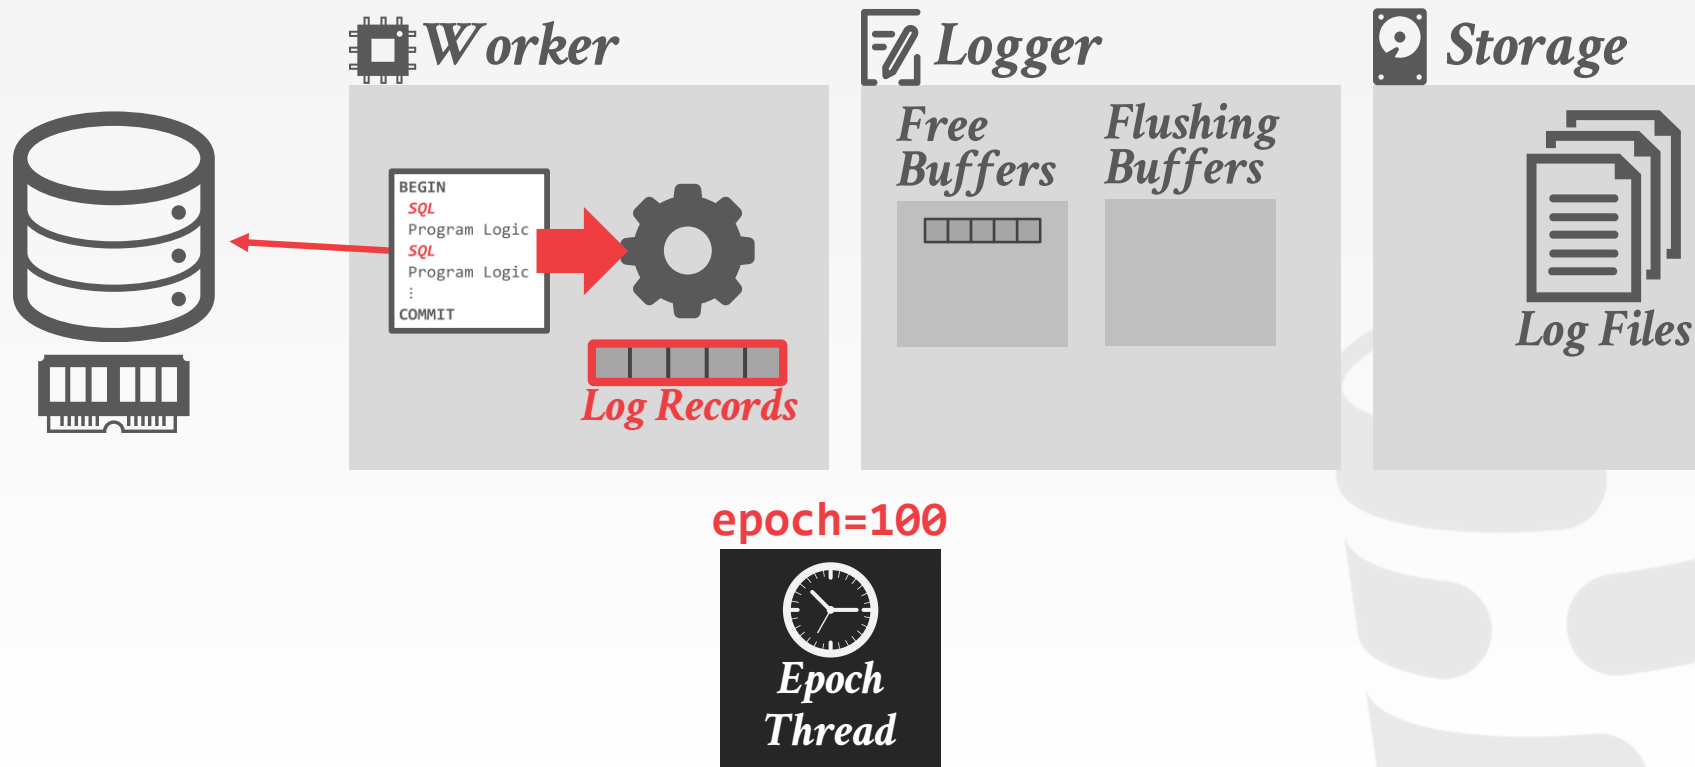 Worker
BEGIN
SQL
Program Logic
SQL
Program Logic
⋮
COMMIT
Log Records
Logger
Free
Buffers
Flushing
Buffers
Storage
Log Files
epoch=100
Epoch
Thread